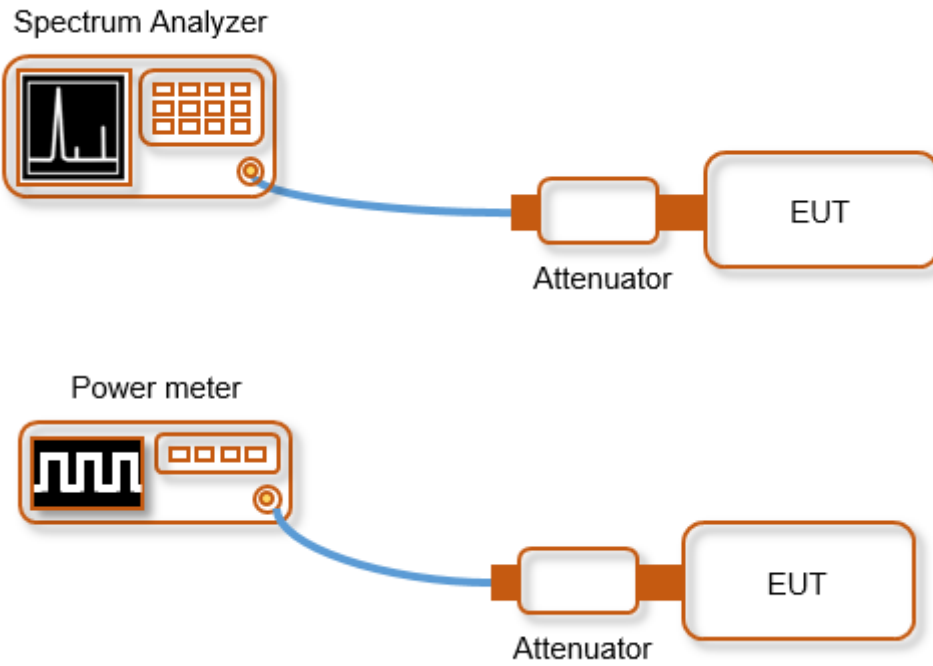 Spectrum Analyzer
EUT
Attenuator
Power meter
EUT
Attenuator